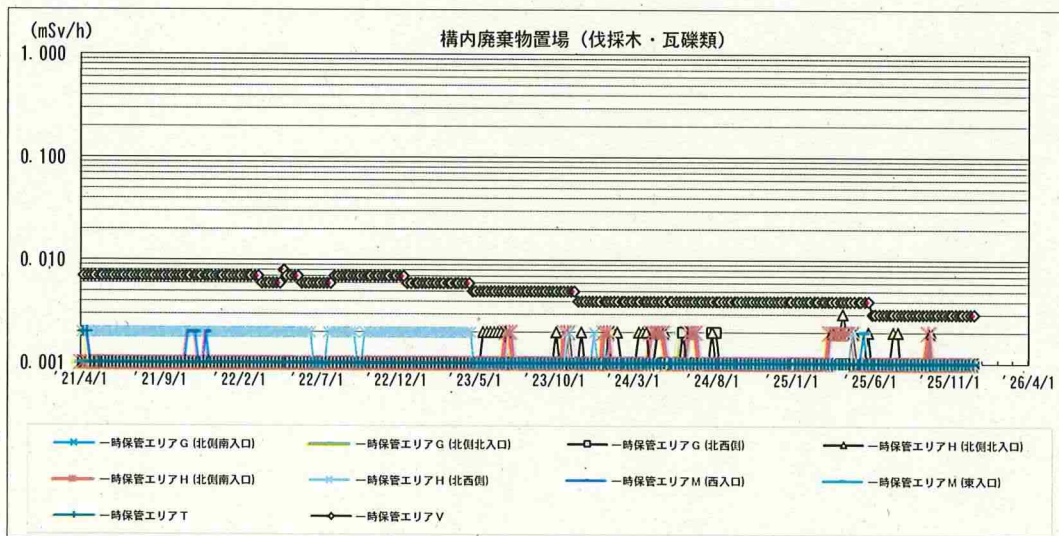 (mSv/h)
構内廃棄物置場（伐採木・瓦礫類）
1.000
0.100
0.010
0.001
'21/4/1 '21/9/1 '22/2/1 '22/7/1 '22/12/1 '23/5/1 '23/10/1 '24/3/1 '24/8/1 '25/1/1 '25/6/1 '25/11/1 '26/4/1
一時保管エリアG (北側南入口) 一時保管エリアG (北側北入口) 一時保管エリアG (北西側) 一時保管エリアH (北側北入口)
一時保管エリアH (北側南入口) 一時保管エリアH (北西側) 一時保管エリアM (西入口) 一時保管エリアM (東入口)
一時保管エリアT 一時保管エリアV